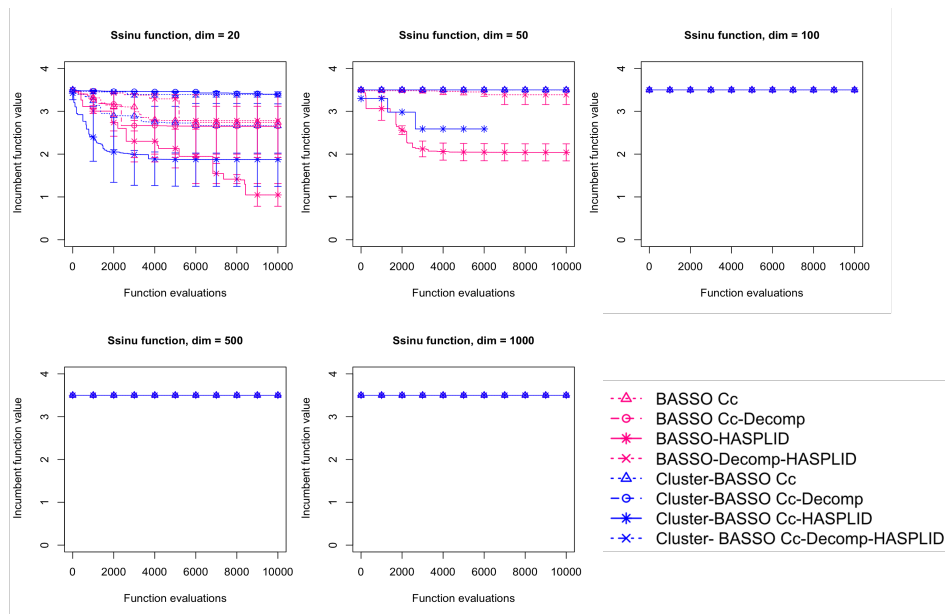 Ssinu function, dim = 20
Incumbent function value
0 1 2 3 4
0 2000 4000 6000 8000 10000
Function evaluations
Ssinu function, dim = 50
Incumbent function value
0 1 2 3 4
0 2000 4000 6000 8000 10000
Function evaluations
Ssinu function, dim = 100
Incumbent function value
0 1 2 3 4
0 2000 4000 6000 8000 10000
Function evaluations
Ssinu function, dim = 500
Incumbent function value
0 1 2 3 4
0 2000 4000 6000 8000 10000
Function evaluations
Ssinu function, dim = 1000
Incumbent function value
0 1 2 3 4
0 2000 4000 6000 8000 10000
Function evaluations
BASSO Cc
BASSO Cc-Decomp
BASSO-HASPLID
BASSO-Decomp-HASPLID
Cluster-BASSO Cc
Cluster-BASSO Cc-Decomp
Cluster-BASSO Cc-HASPLID
Cluster- BASSO Cc-Decomp-HASPLID